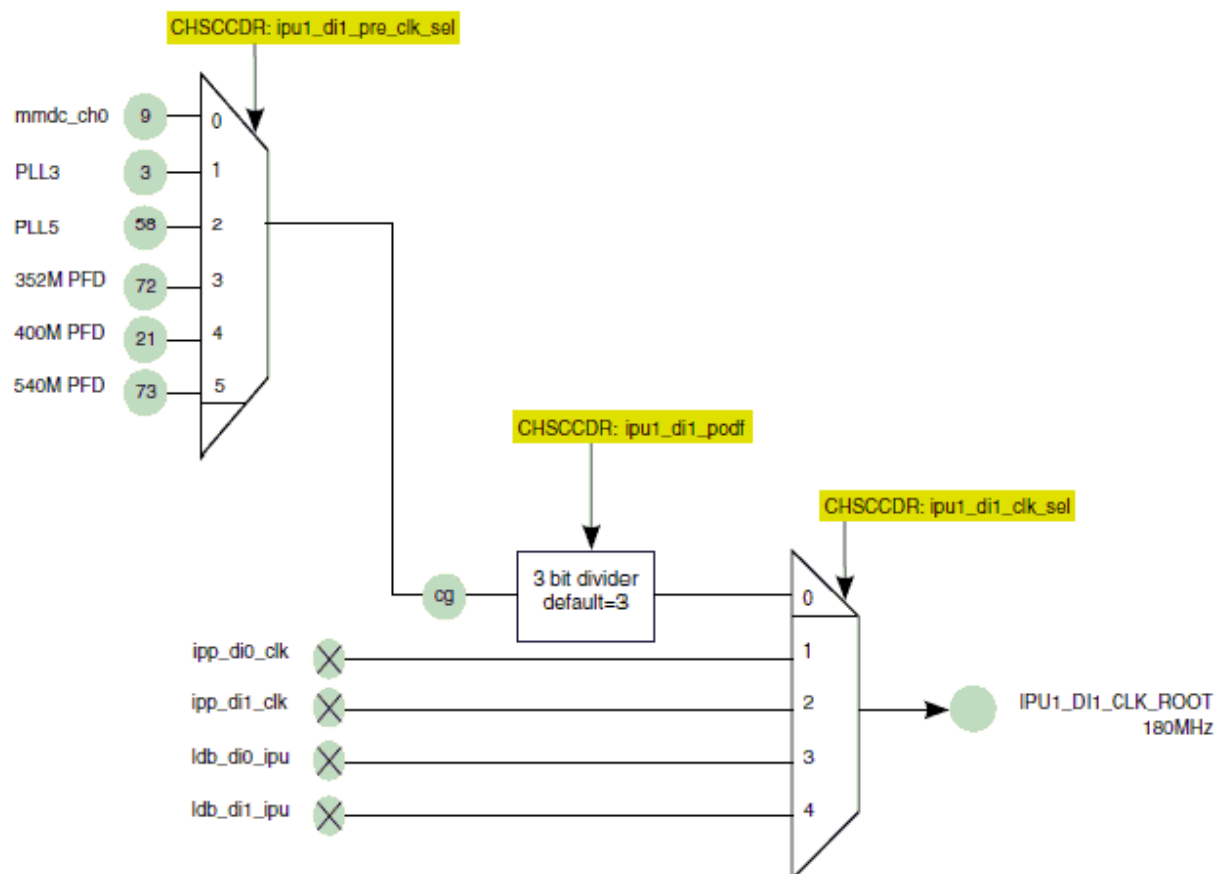 CHSCCDR: ipu1_di1_pre_clk_sel
mmdc_ch0 9 0
PLL3 3 1
PLL5 58 2
352M PFD 72 3
400M PFD 21 4
540M PFD 73 5
CHSCCDR: ipu1_di1_podf
CHSCCDR: ipu1_di1_clk_sel
cg
3 bit divider
default=3
0
ipp_di0_clk 1
ipp_di1_clk 2
ldb_di0_ipu 3
ldb_di1_ipu 4
IPU1_DI1_CLK_ROOT
180MHz